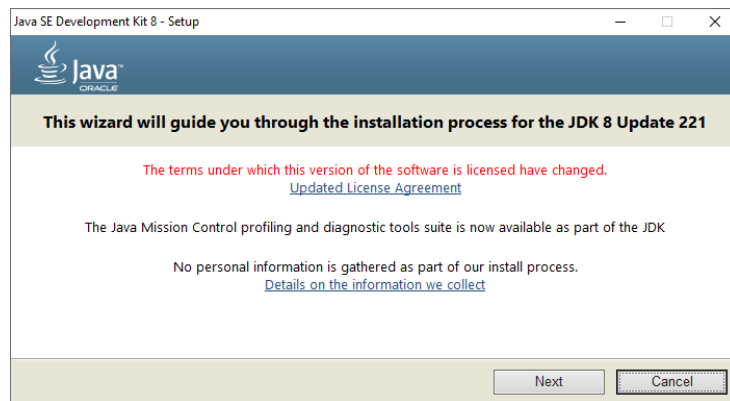 Java SE Development Kit 8 - Setup
Java™
ORACLE
This wizard will guide you through the installation process for the JDK 8 Update 221
The terms under which this version of the software is licensed have changed.
Updated License Agreement
The Java Mission Control profiling and diagnostic tools suite is now available as part of the JDK
No personal information is gathered as part of our install process.
Details on the information we collect
Next
Cancel